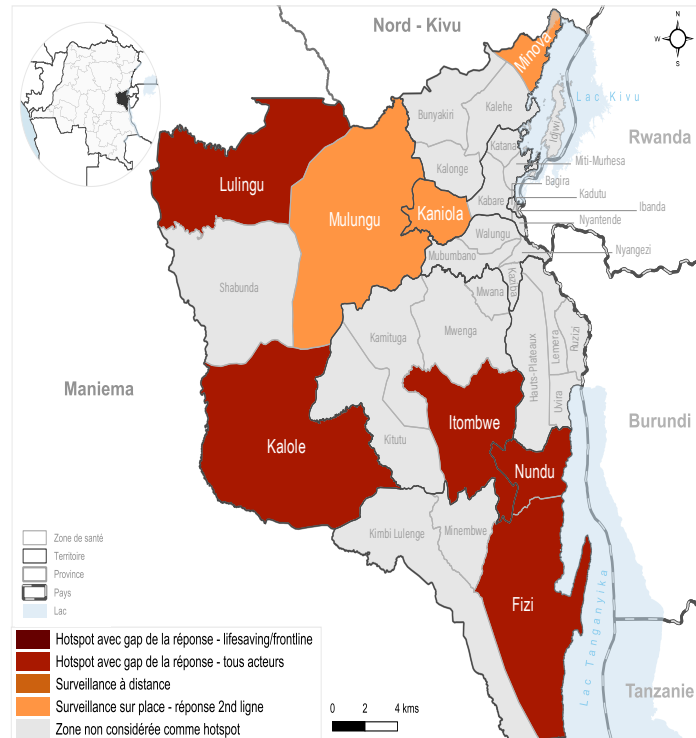 Nord - Kivu
N
W
E
S
Minova
Lac Kivu
Bunyakiri
Kalehe
Idjwi
Rwanda
Katana
Miti-Murhesa
Kalonge
Bagira
Lulingu
Kadutu
Kabare
Ibanda
Kaniola
Mulungu
Nyantende
Walungu
Nyangezi
Mubumbano
Kaziba
Shabunda
Mwana
Kamituga
Mwenga
Hauts-Plateaux
Lemera
Ruzizi
Uvira
Maniema
Itombwe
Burundi
Kalole
Kitutu
Nundu
Kimbi Lulenge
Minembwe
Fizi
Lac Tanganyika
Tanzanie
Zone de santé
Territoire
Province
Pays
Lac
Hotspot avec gap de la réponse - lifesaving/frontline
Hotspot avec gap de la réponse - tous acteurs
Surveillance à distance
Surveillance sur place - réponse 2nd ligne
Zone non considérée comme hotspot
0 2 4 kms